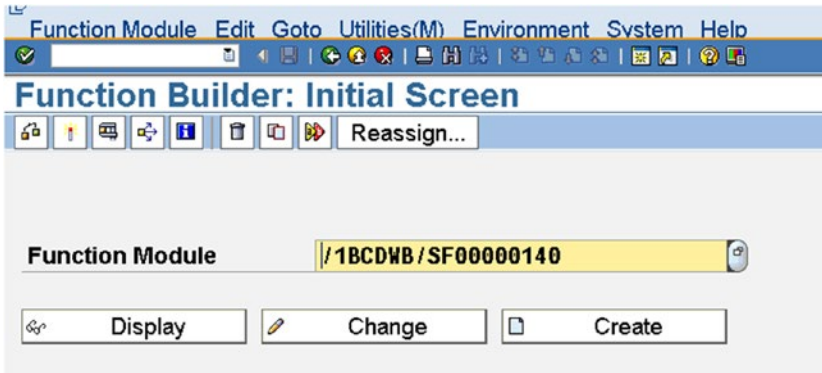 Function Module Edit Goto Utilities(M) Environment System Help
Function Builder: Initial Screen
Reassign...
Function Module /1BCDWB/SF00000140
Display Change Create